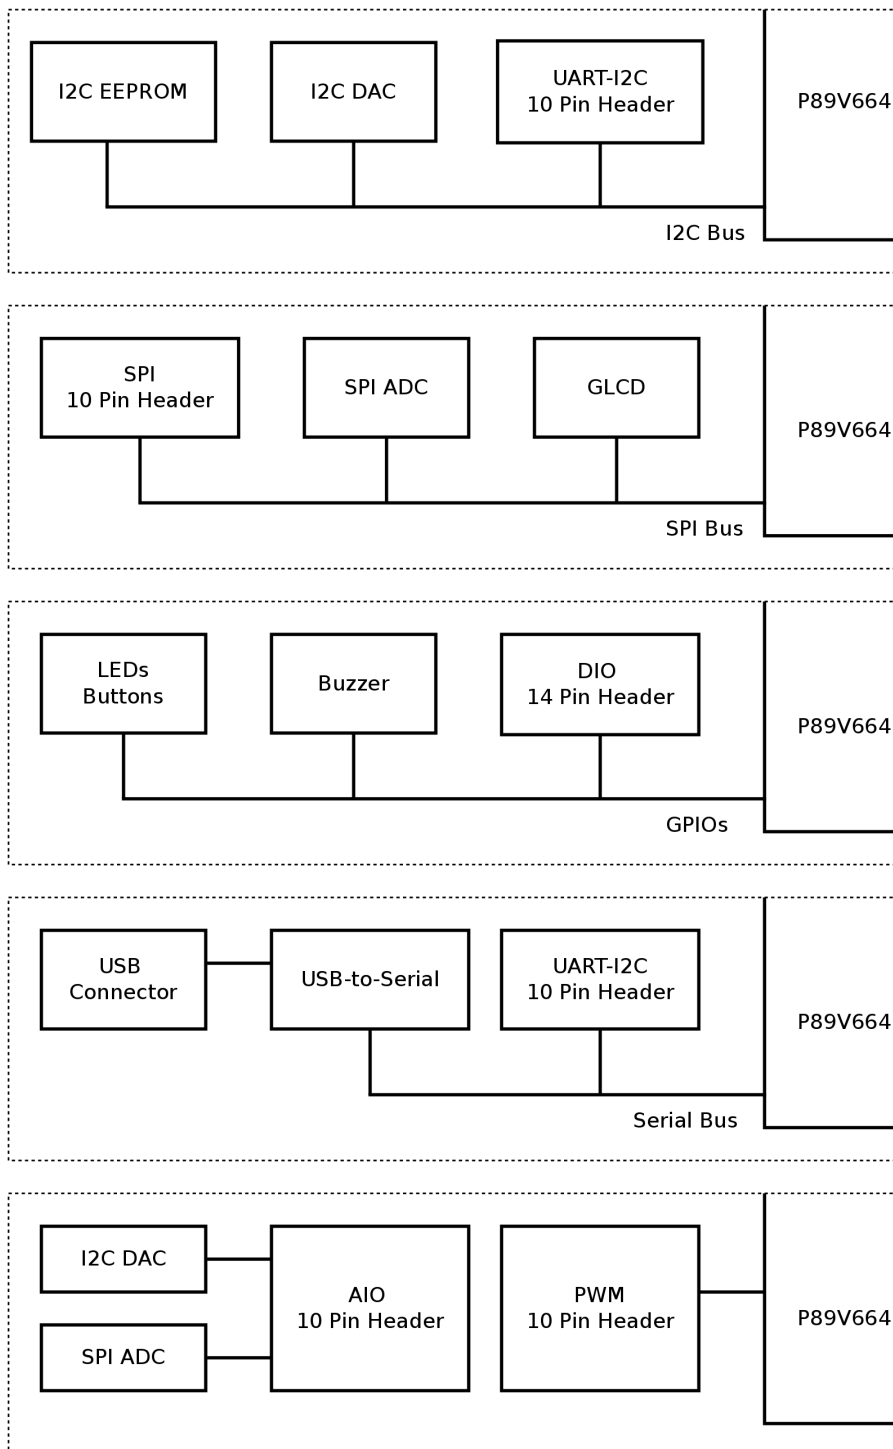 I2C EEPROM
I2C DAC
UART-I2C
10 Pin Header
P89V664
I2C Bus
SPI
10 Pin Header
SPI ADC
GLCD
P89V664
SPI Bus
LEDs
Buttons
Buzzer
DIO
14 Pin Header
P89V664
GPIOs
USB
Connector
USB-to-Serial
UART-I2C
10 Pin Header
P89V664
Serial Bus
I2C DAC
SPI ADC
AIO
10 Pin Header
PWM
10 Pin Header
P89V664